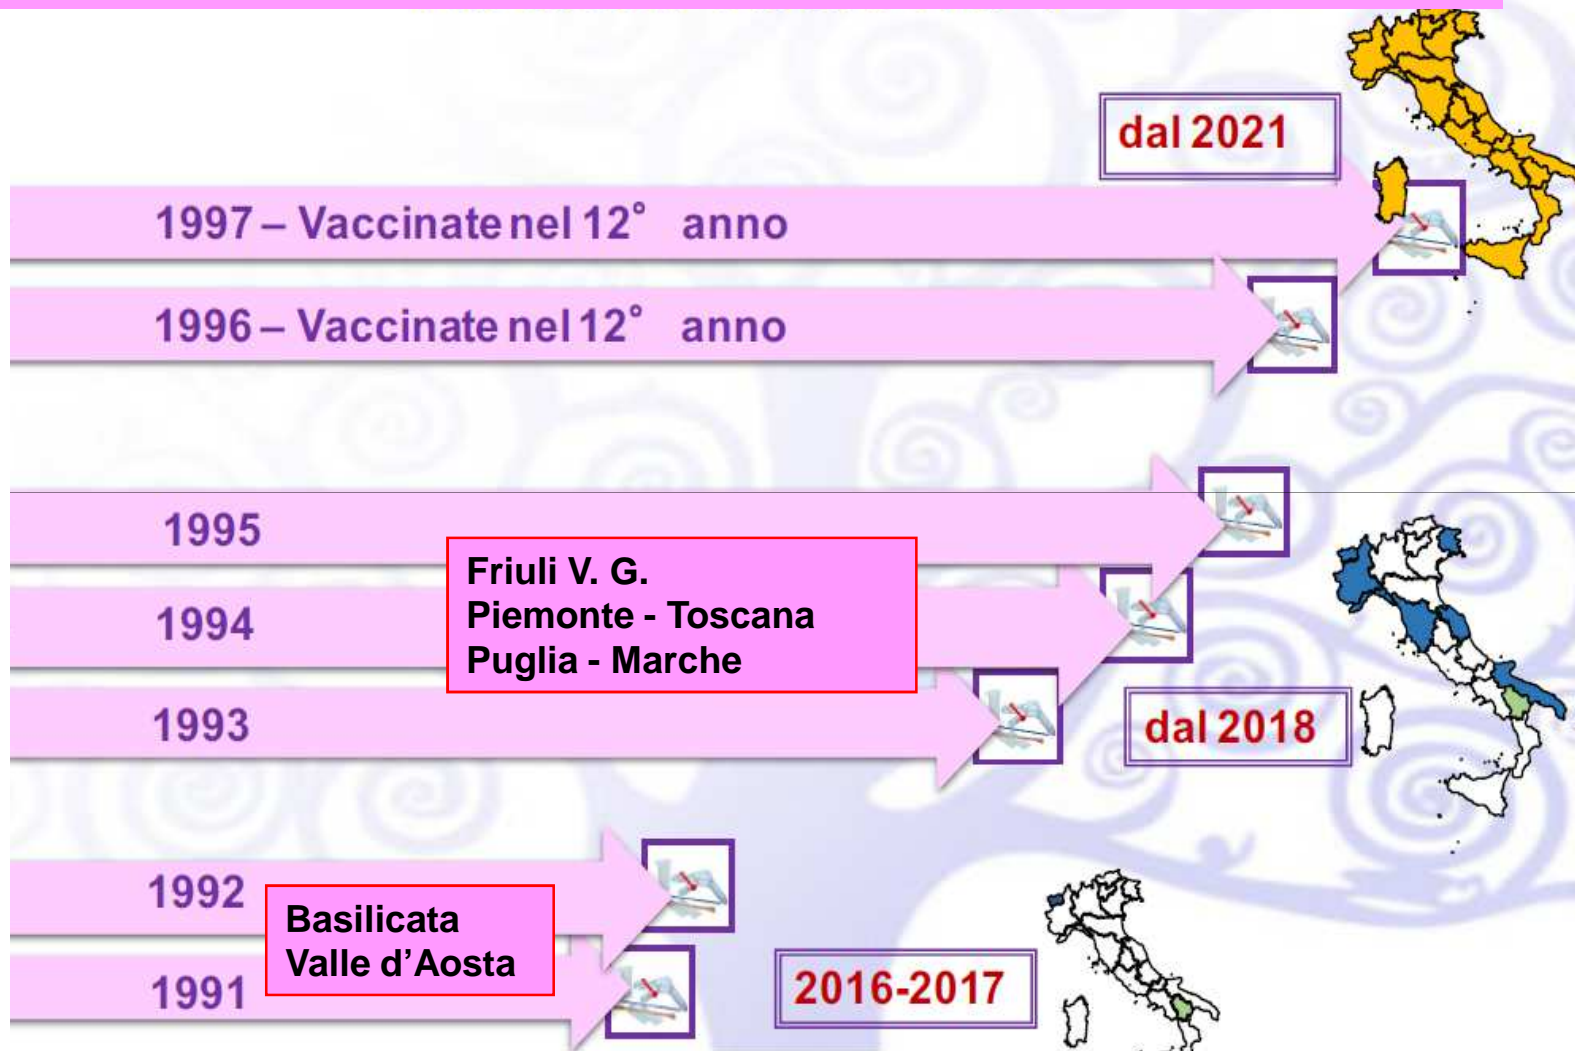 dal 2021
1997 – Vaccinate nel 12° anno
1996 – Vaccinate nel 12° anno
1995
Friuli V. G.
Piemonte - Toscana
Puglia - Marche
1994
1993
dal 2018
1992
Basilicata
Valle d’Aosta
1991
2016-2017